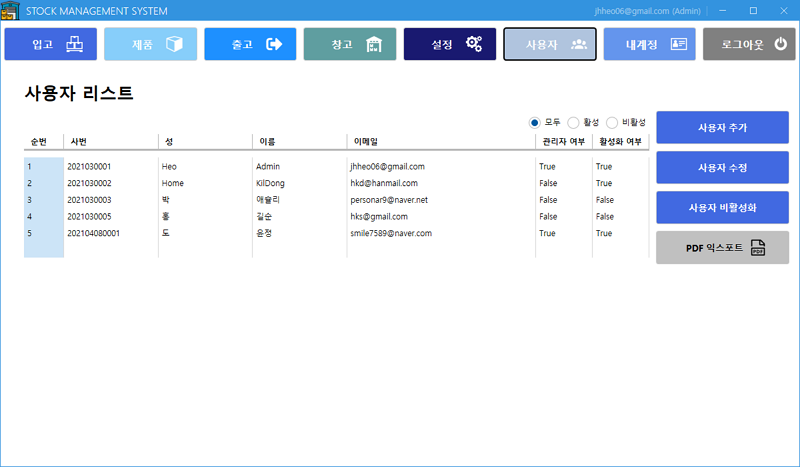 STOCK MANAGEMENT SYSTEM jhheo06@gmail.com (Admin)
입고 제품 출고 창고 설정 사용자 내계정 로그아웃
사용자 리스트
모두 활성 비활성
순번 사번 성 이름 이메일 관리자 여부 활성화 여부
1 2021030001 Heo Admin jhheo06@gmail.com True True
2 2021030002 Home KilDong hkd@hanmail.com False True
3 2021030003 박 애슐리 personar9@naver.net False False
4 2021030005 홍 길순 hks@gmail.com False False
5 202104080001 도 윤정 smile7589@naver.com True True
사용자 추가
사용자 수정
사용자 비활성화
PDF 익스포트 PDF